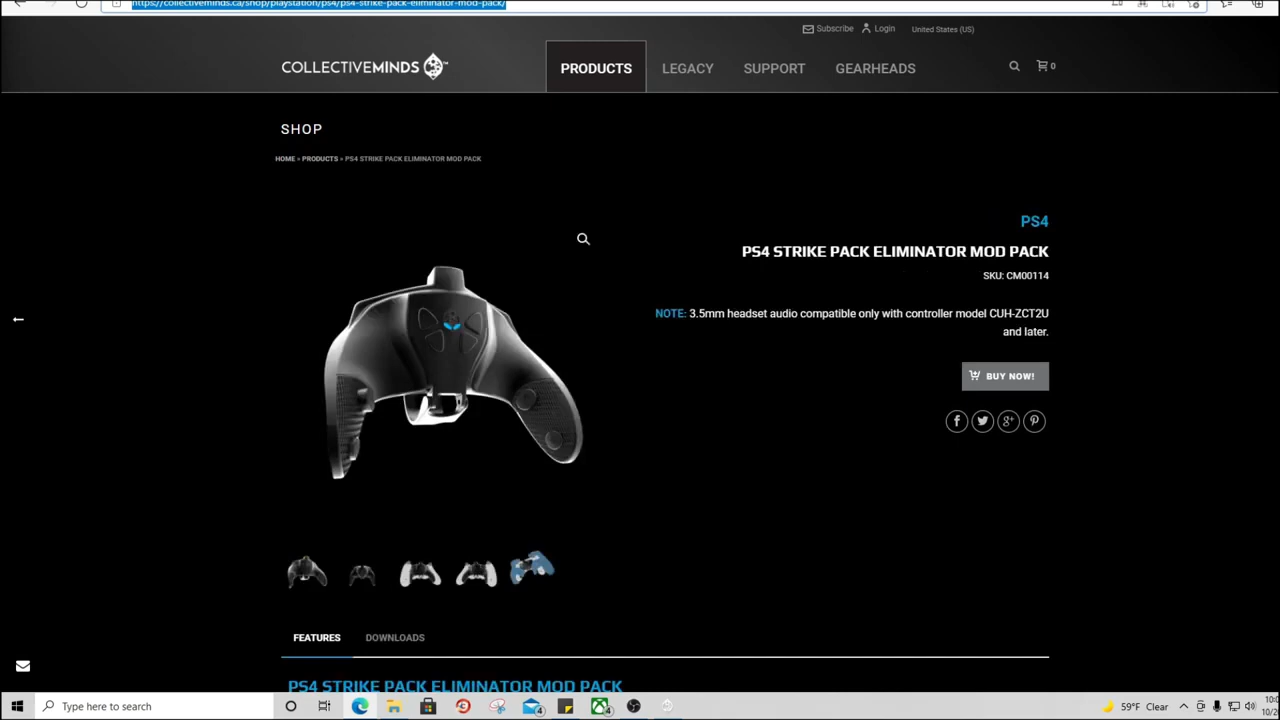 https://collectiveminds.ca/shop/playstation/ps4/ps4-strike-pack-eliminator-mod-pack/
Subscribe Login United States (US)
COLLECTIVEMINDS™ PRODUCTS LEGACY SUPPORT GEARHEADS 0
SHOP
HOME » PRODUCTS » PS4 STRIKE PACK ELIMINATOR MOD PACK
PS4
PS4 STRIKE PACK ELIMINATOR MOD PACK
SKU: CM00114
NOTE: 3.5mm headset audio compatible only with controller model CUH-ZCT2U
and later.
BUY NOW!
FEATURES DOWNLOADS
PS4 STRIKE PACK ELIMINATOR MOD PACK
Type here to search 4 4 59°F Clear